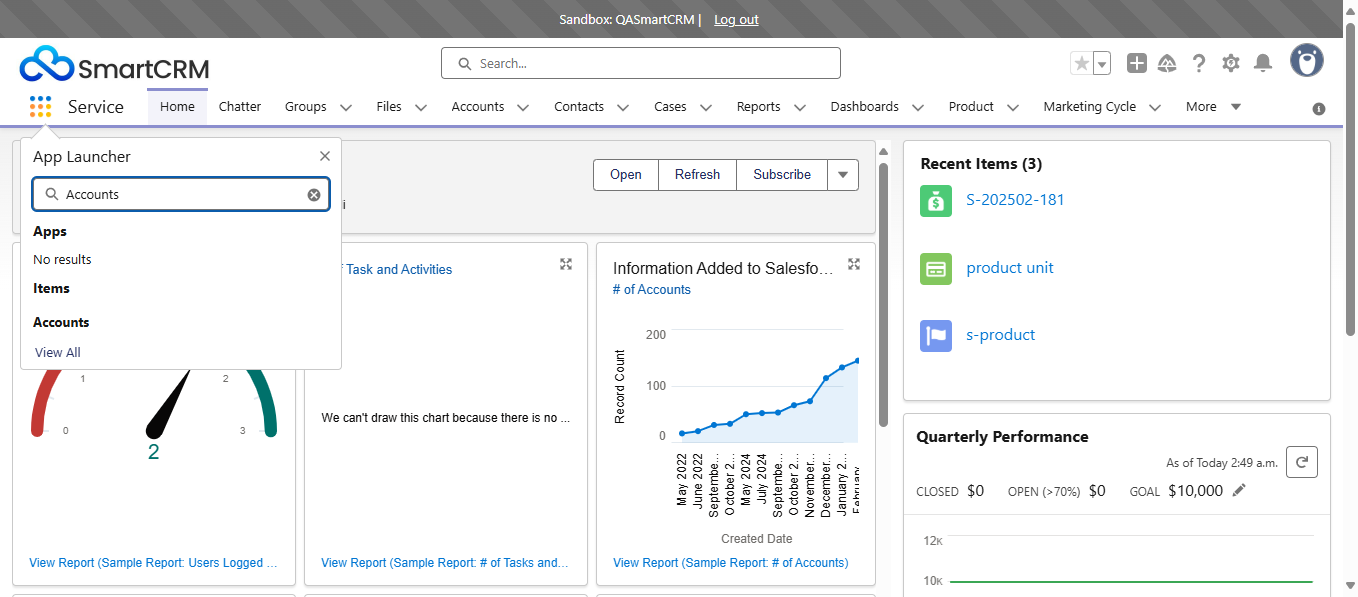 Sandbox: QASmartCRM | Log out
SmartCRM
Search...
Service
Home
Chatter
Groups
Files
Accounts
Contacts
Cases
Reports
Dashboards
Product
Marketing Cycle
More
App Launcher
Accounts
Apps
No results
Items
Accounts
View All
Open
Refresh
Subscribe
Task and Activities
We can't draw this chart because there is no ...
View Report (Sample Report: # of Tasks and...
0
1
2
3
2
View Report (Sample Report: Users Logged ...
Information Added to Salesfo...
# of Accounts
Record Count
200
100
0
May 2022
June 2022
Septembe...
October 2...
May 2024
July 2024
Septembe...
October 2...
November...
December...
January 2...
Created Date
View Report (Sample Report: # of Accounts)
Recent Items (3)
S-202502-181
product unit
s-product
Quarterly Performance
As of Today 2:49 a.m.
CLOSED $0
OPEN (>70%) $0
GOAL $10,000
12K
10K